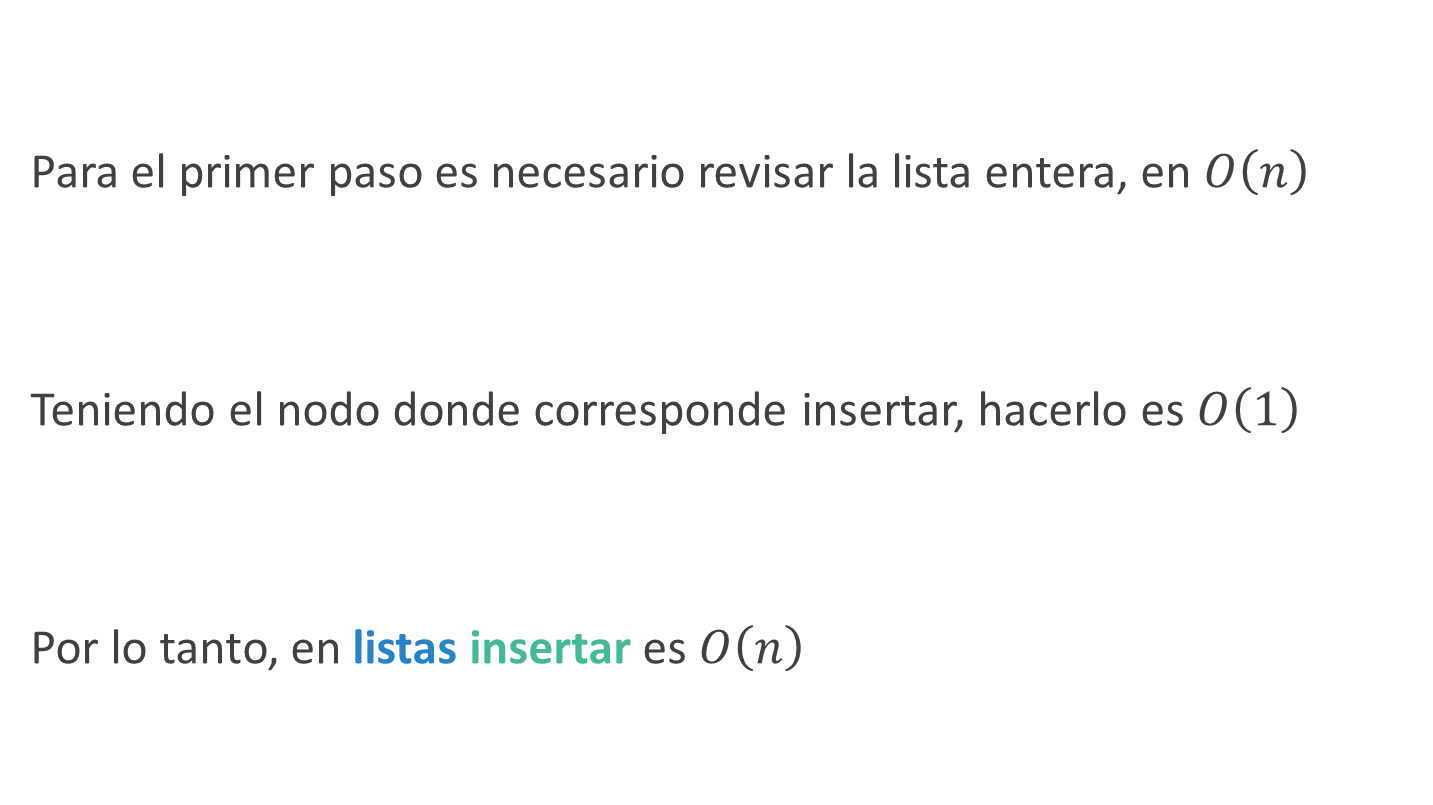 Para el primer paso es necesario revisar la lista entera, en 𝑂(𝑛)
Teniendo el nodo donde corresponde insertar, hacerlo es 𝑂(1)
Por lo tanto, en listas insertar es 𝑂(𝑛)